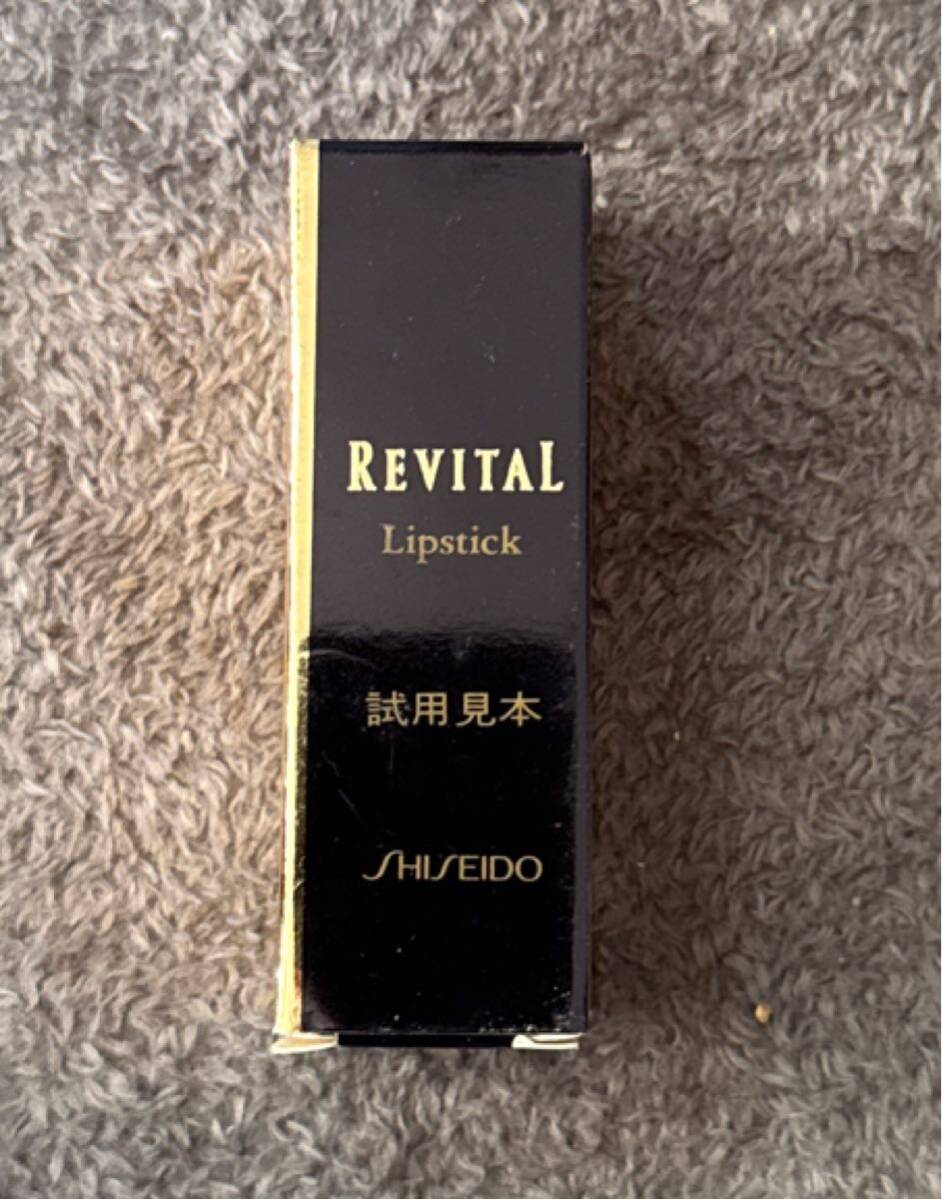 REVITAL
Lipstick
試用見本
SHISEIDO